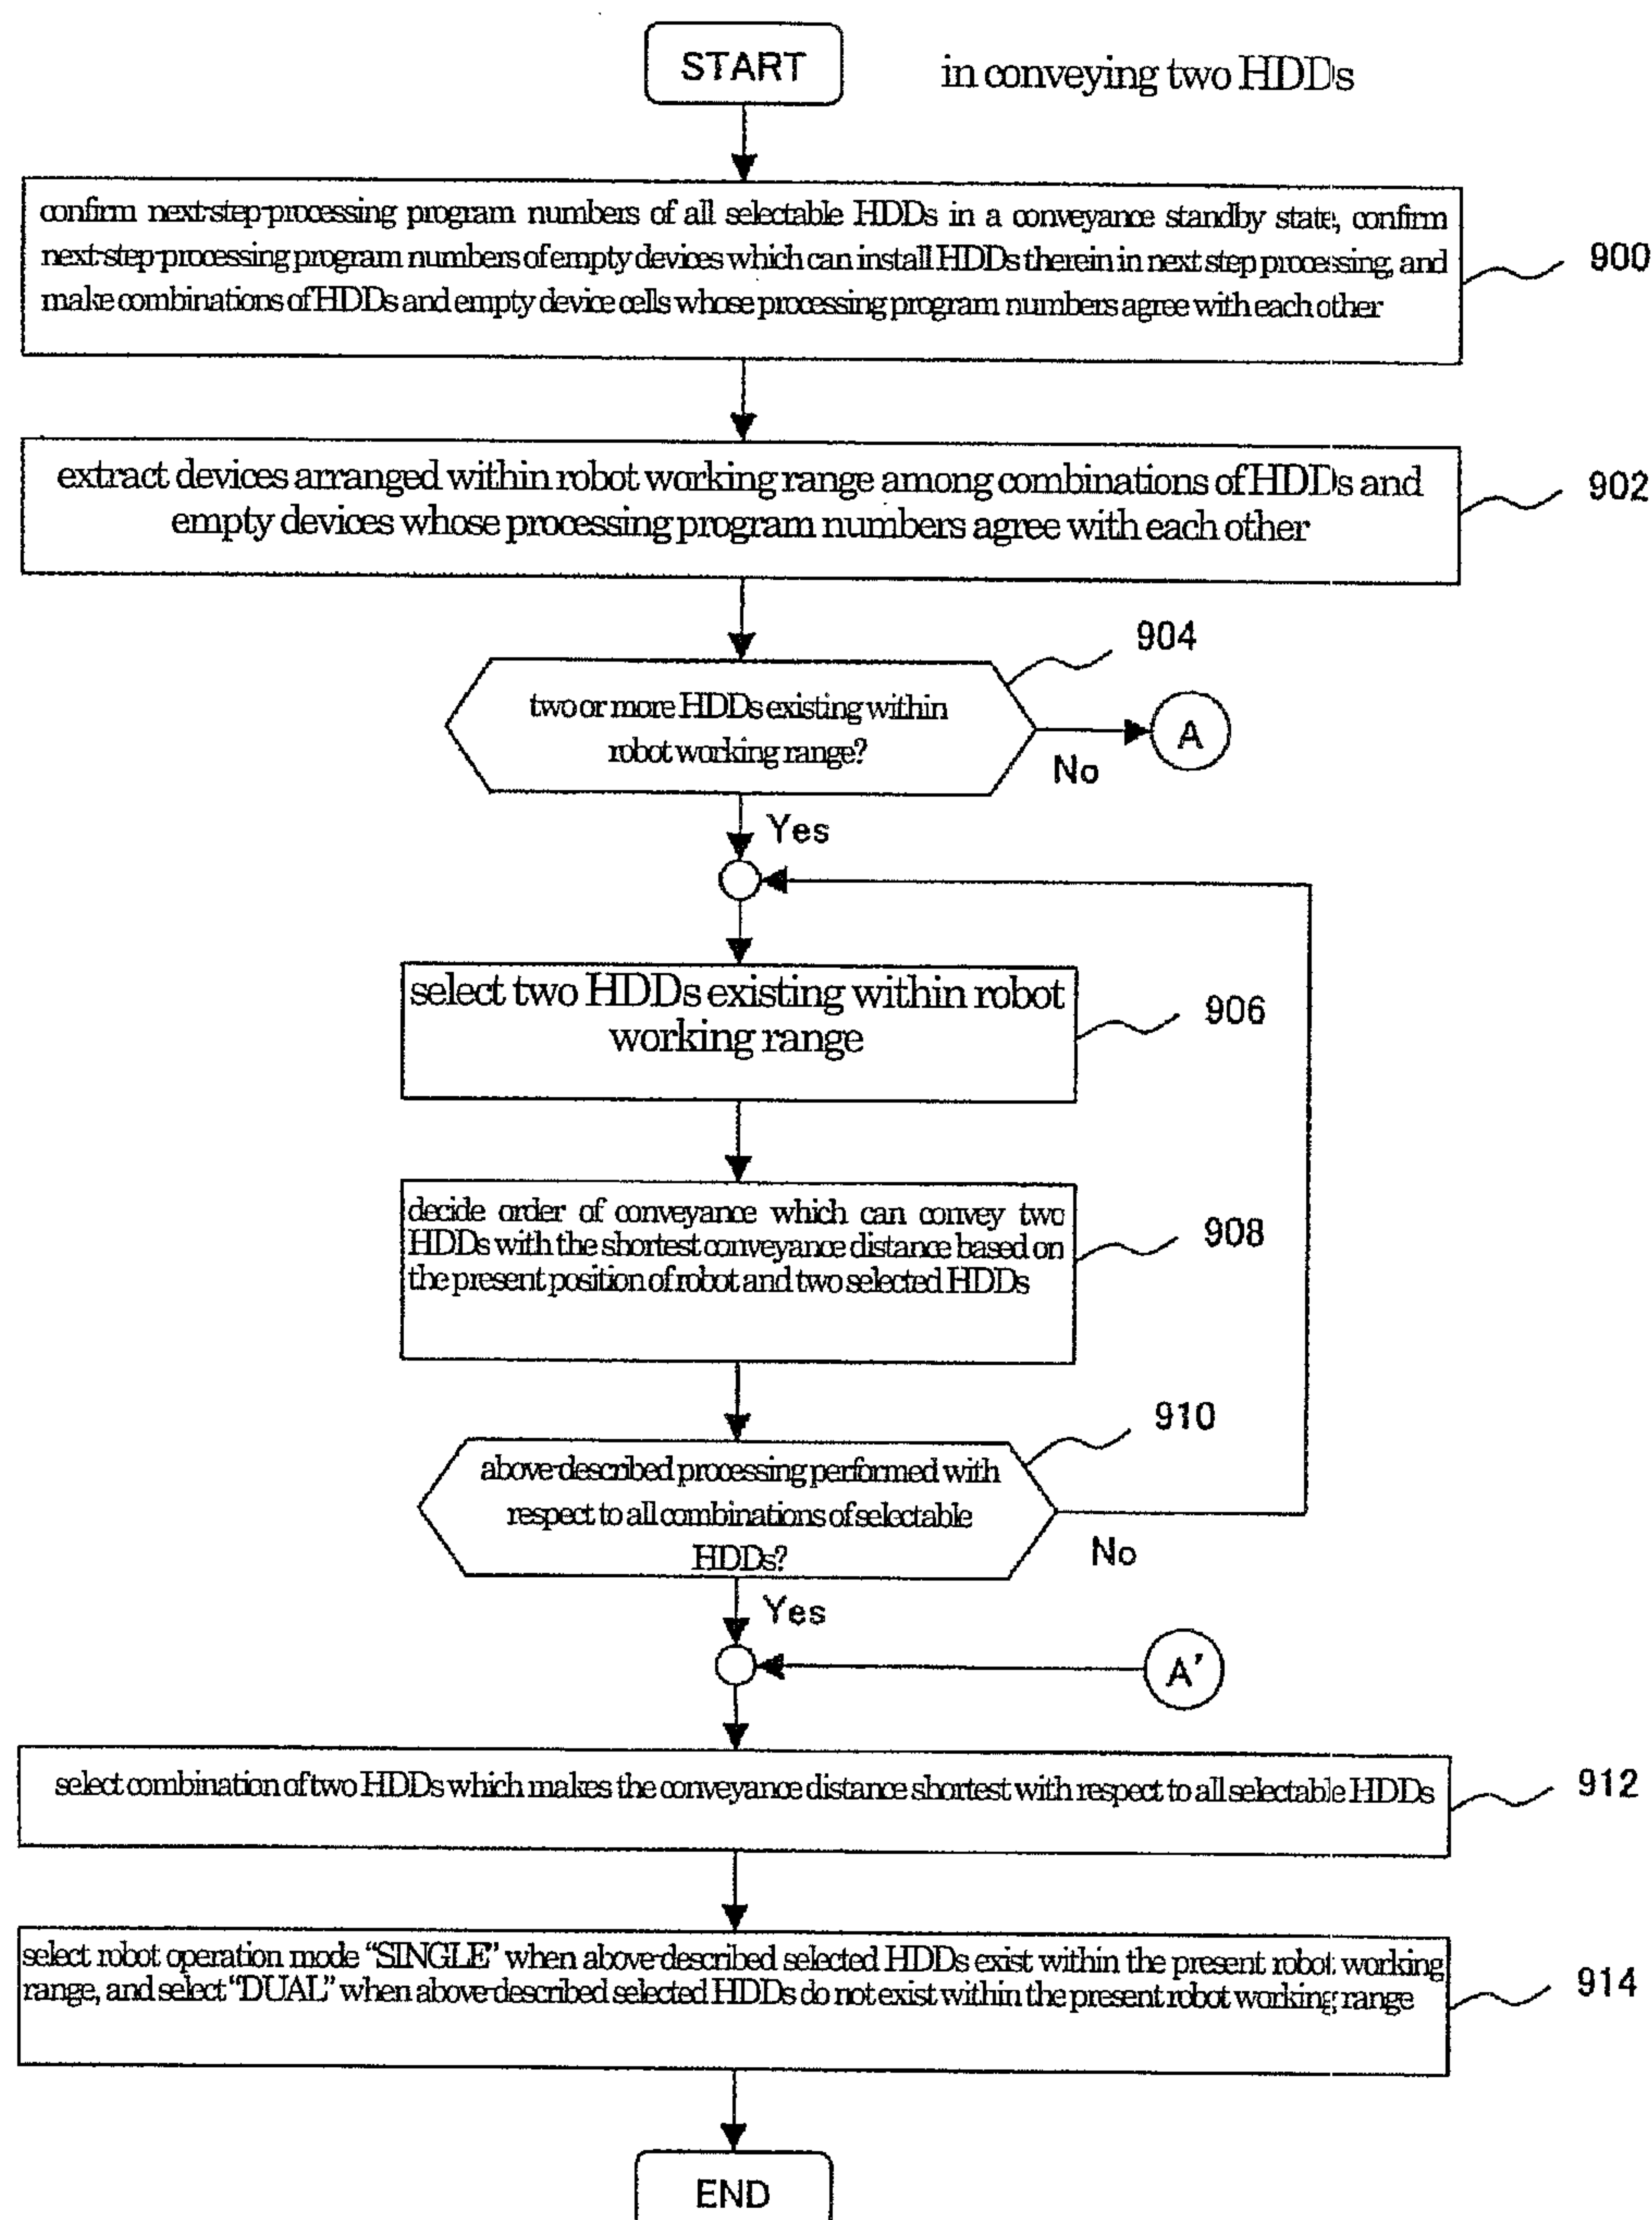 START
in conveying two HDDs
confirm next-step-processing program numbers of all selectable HDDs in a conveyance standby state, confirm
next-step-processing program numbers of empty devices which can install HDDs therein in next step processing, and
make combinations of HDDs and empty device cells whose processing program numbers agree with each other
900
extract devices arranged within robot working range among combinations of HDDs and
empty devices whose processing program numbers agree with each other
902
904
two or more HDDs existing within
robot working range?
A
No
Yes
select two HDDs existing within robot
working range
906
decide order of conveyance which can convey two
HDDs with the shortest conveyance distance based on
the present position of robot and two selected HDDs
908
910
above-described processing performed with
respect to all combinations of selectable
HDDs?
No
Yes
A'
select combination of two HDDs which makes the conveyance distance shortest with respect to all selectable HDDs
912
select robot operation mode "SINGLE" when above-described selected HDDs exist within the present robot working
range, and select "DUAL" when above-described selected HDDs do not exist within the present robot working range
914
END